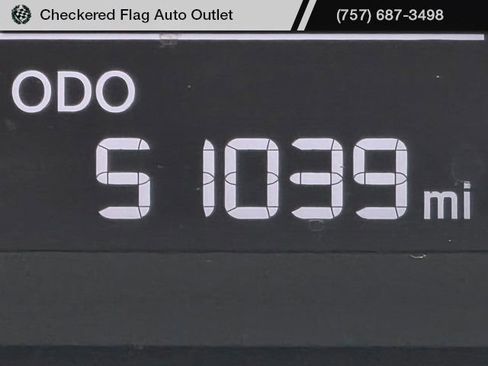 Checkered Flag Auto Outlet (757) 687-3498
ODO
51039 mi